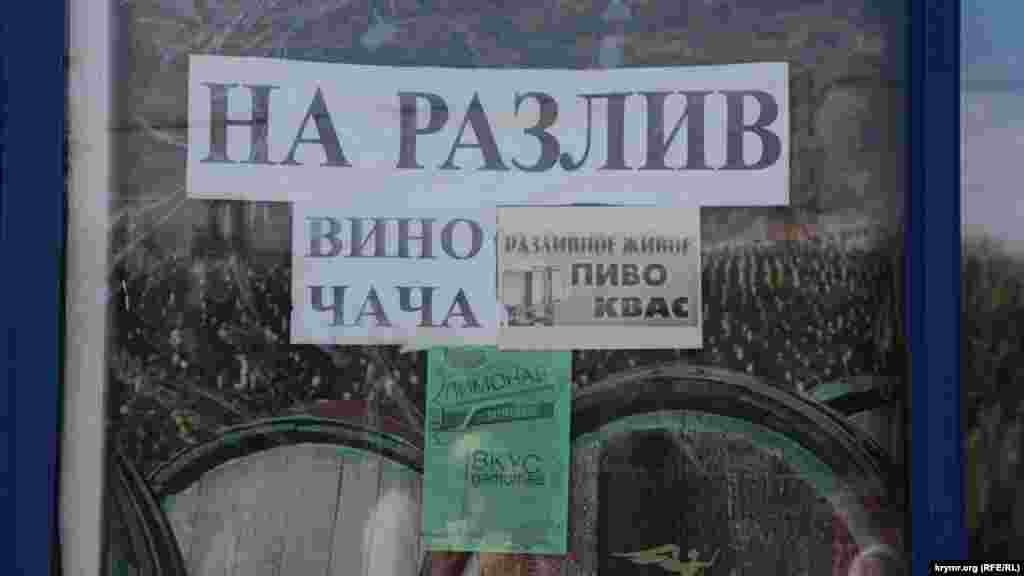 НА РАЗЛИВ
ВИНО
ЧАЧА
РАЗЛИВНОЕ ЖИВОЕ
ПИВО
КВАС
ЛИМОНАД
ВКУС
krymr.org (RFE/RL)